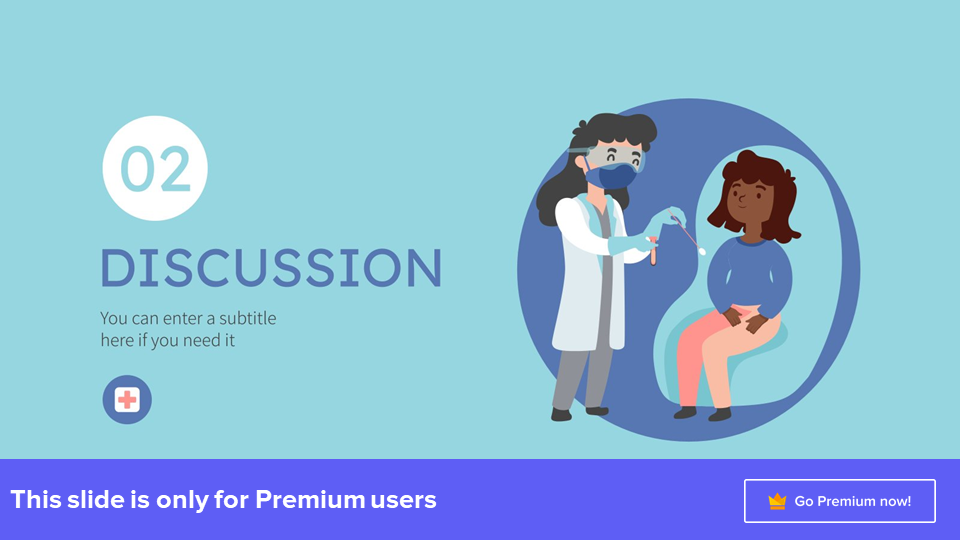 02
DISCUSSION
You can enter a subtitle
here if you need it
This slide is only for Premium users
Go Premium now!